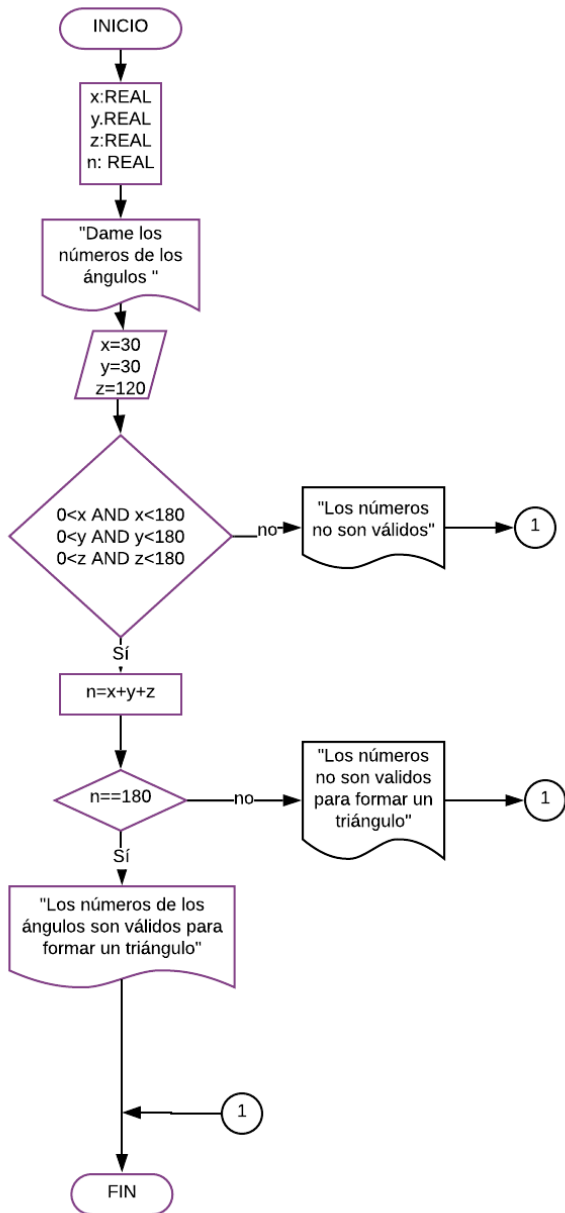 INICIO
x:REAL
y.REAL
z:REAL
n: REAL
"Dame los
números de los
ángulos "
x=30
y=30
z=120
0<x AND x<180
0<y AND y<180
0<z AND z<180
no
"Los números
no son válidos"
1
Sí
n=x+y+z
n==180
no
"Los números
no son validos
para formar un
triángulo"
1
Sí
"Los números de los
ángulos son válidos para
formar un triángulo"
1
FIN